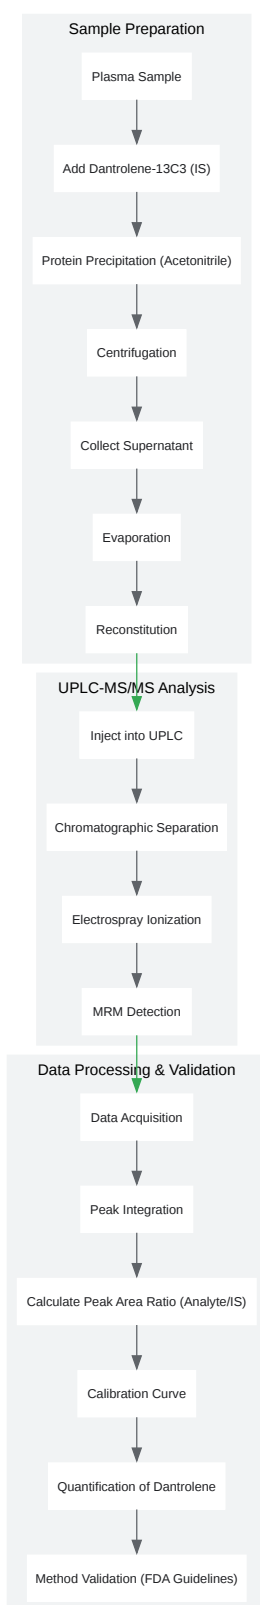 Sample Preparation
Plasma Sample
Add Dantrolene-13C3 (IS)
Protein Precipitation (Acetonitrile)
Centrifugation
Collect Supernatant
Evaporation
Reconstitution
UPLC-MS/MS Analysis
Inject into UPLC
Chromatographic Separation
Electrospray Ionization
MRM Detection
Data Processing & Validation
Data Acquisition
Peak Integration
Calculate Peak Area Ratio (Analyte/IS)
Calibration Curve
Quantification of Dantrolene
Method Validation (FDA Guidelines)